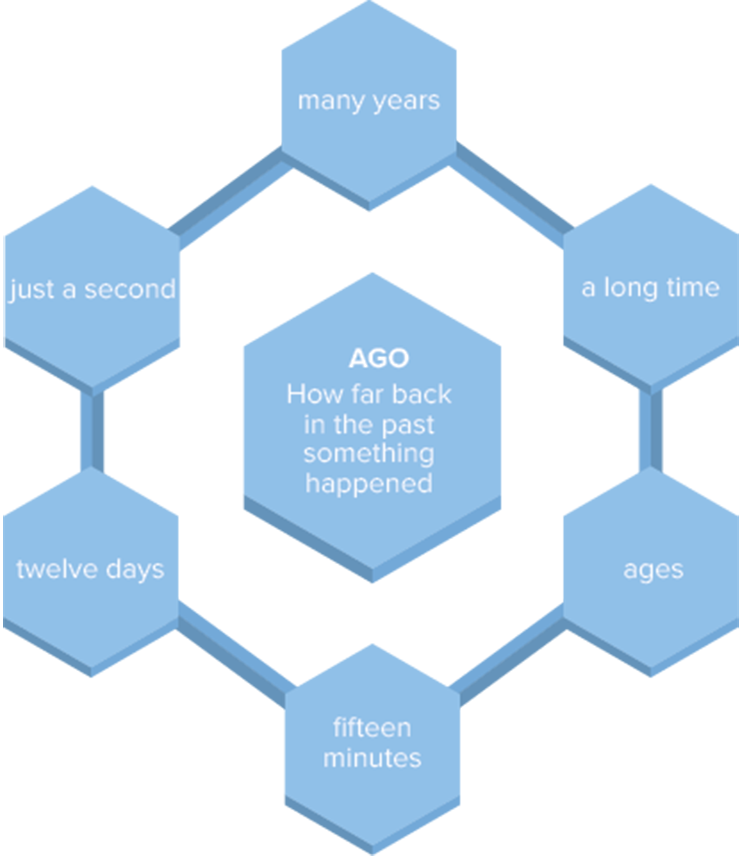 many years
just a second
a long time
AGO
How far back
in the past
something
happened
twelve days
ages
fifteen
minutes